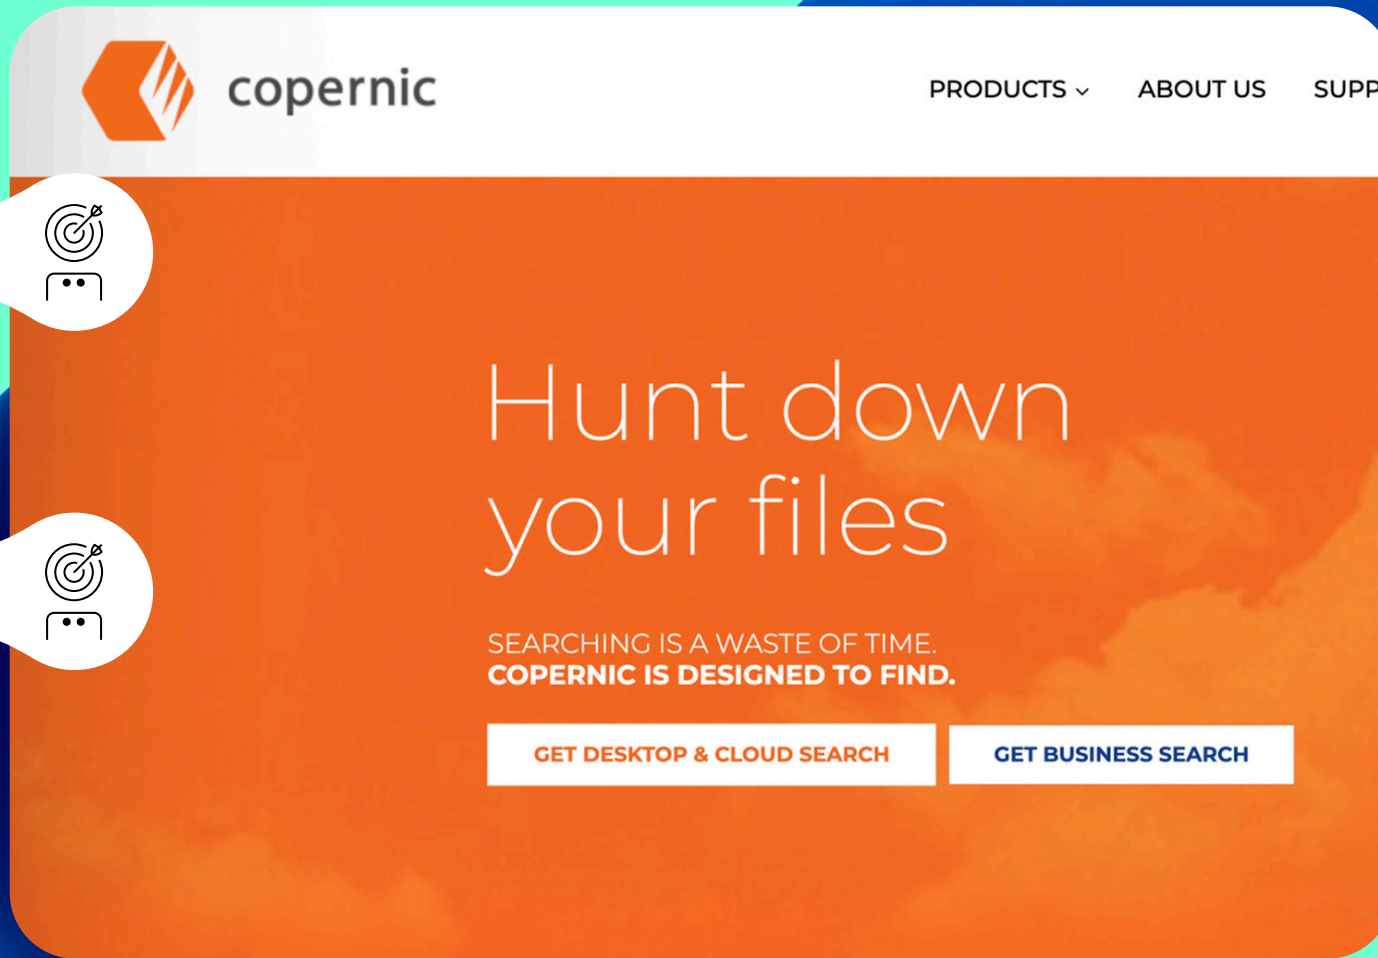 copernic
PRODUCTS
ABOUT US
SUPP
Hunt down
your files
SEARCHING IS A WASTE OF TIME.
COPERNIC IS DESIGNED TO FIND.
GET DESKTOP & CLOUD SEARCH
GET BUSINESS SEARCH